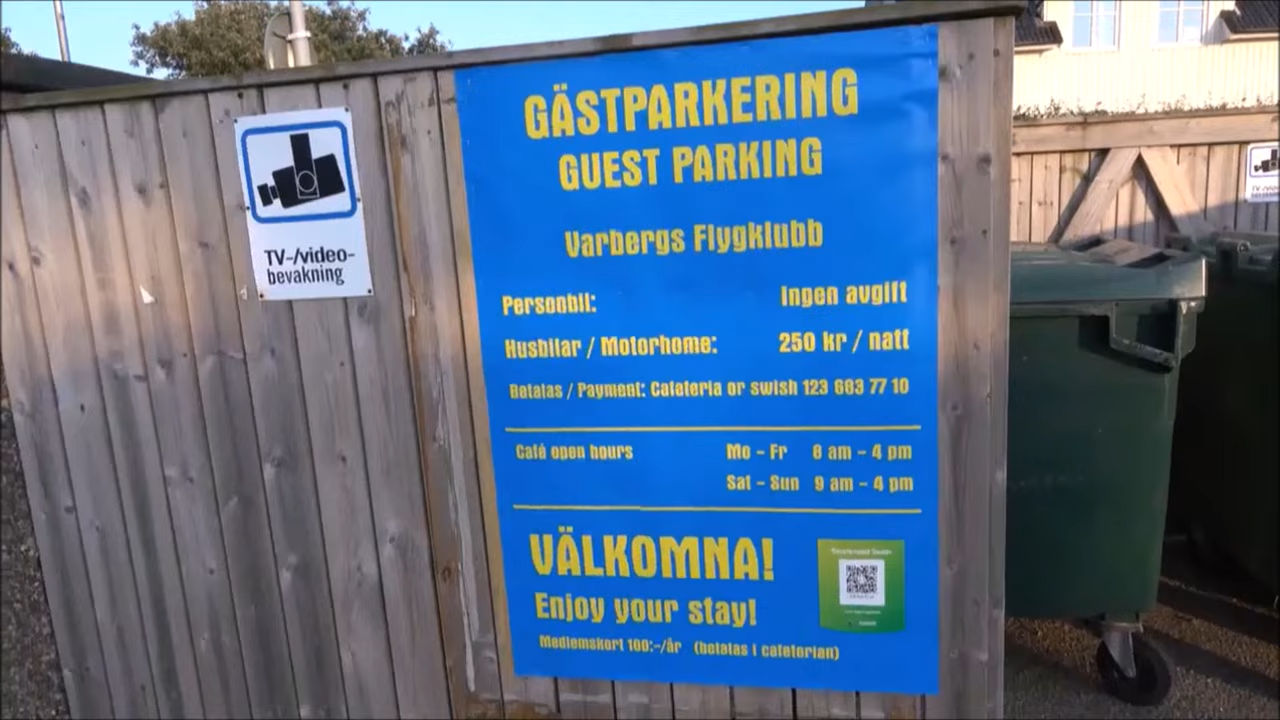 TV-/video-
bevakning
GÄSTPARKERING
GUEST PARKING
Varbergs Flygklubb
Personbil: Ingen avgift
Husbilar / Motorhome: 250 kr / natt
Betalas / Payment: Cafeteria or swish 123 683 77 10
Café open hours Mo - Fr 8 am - 4 pm
Sat - Sun 9 am - 4 pm
VÄLKOMNA!
Enjoy your stay!
Medlemskort 100:-/år (betalas i cafeterian)